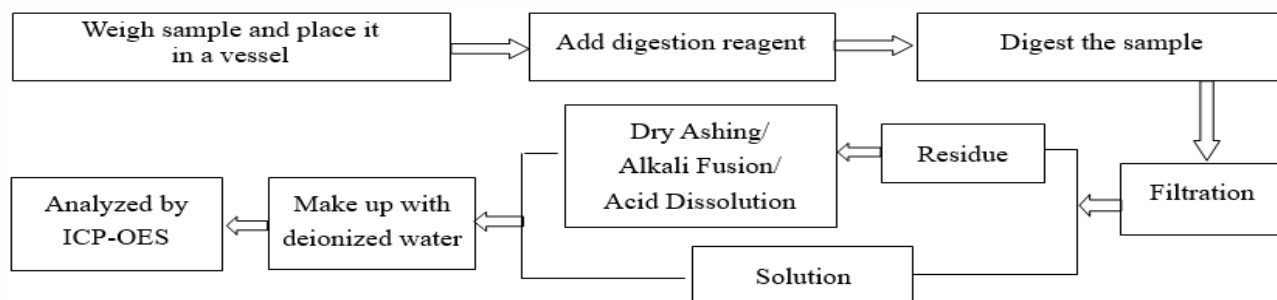 Weigh sample and place it
in a vessel
Add digestion reagent
Digest the sample
Filtration
Residue
Dry Ashing/
Alkali Fusion/
Acid Dissolution
Solution
Make up with
deionized water
Analyzed by
ICP-OES